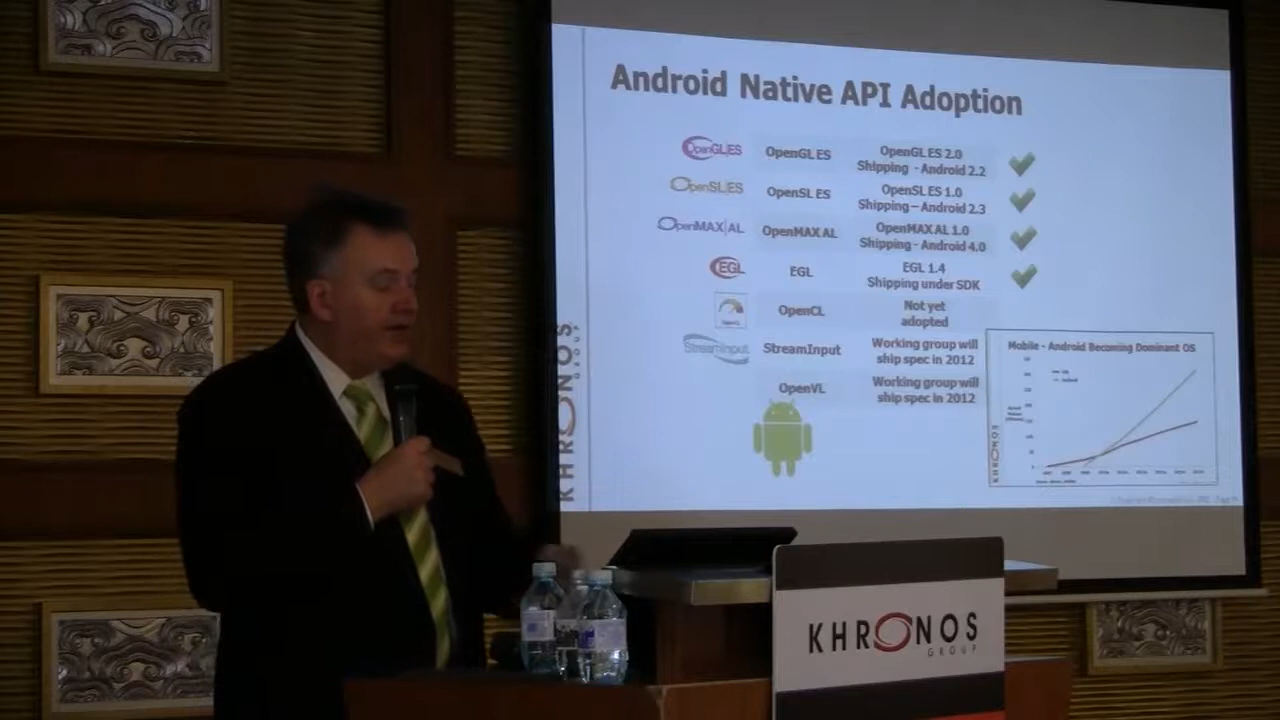 Android Native API Adoption
OpenGL|ES
OpenGL ES
OpenGL ES 2.0
Shipping - Android 2.2
OpenSL|ES
OpenSL ES
OpenSL ES 1.0
Shipping – Android 2.3
OpenMAX|AL
OpenMAX AL
OpenMAX AL 1.0
Shipping - Android 4.0
EGL
EGL
EGL 1.4
Shipping under SDK
OpenCL
OpenCL
Not yet
adopted
StreamInput
StreamInput
Working group will
ship spec in 2012
OpenVL
Working group will
ship spec in 2012
Mobile - Android Becoming Dominant OS
KHRONOS
KHRONOS
GROUP
KHRONOS
GROUP